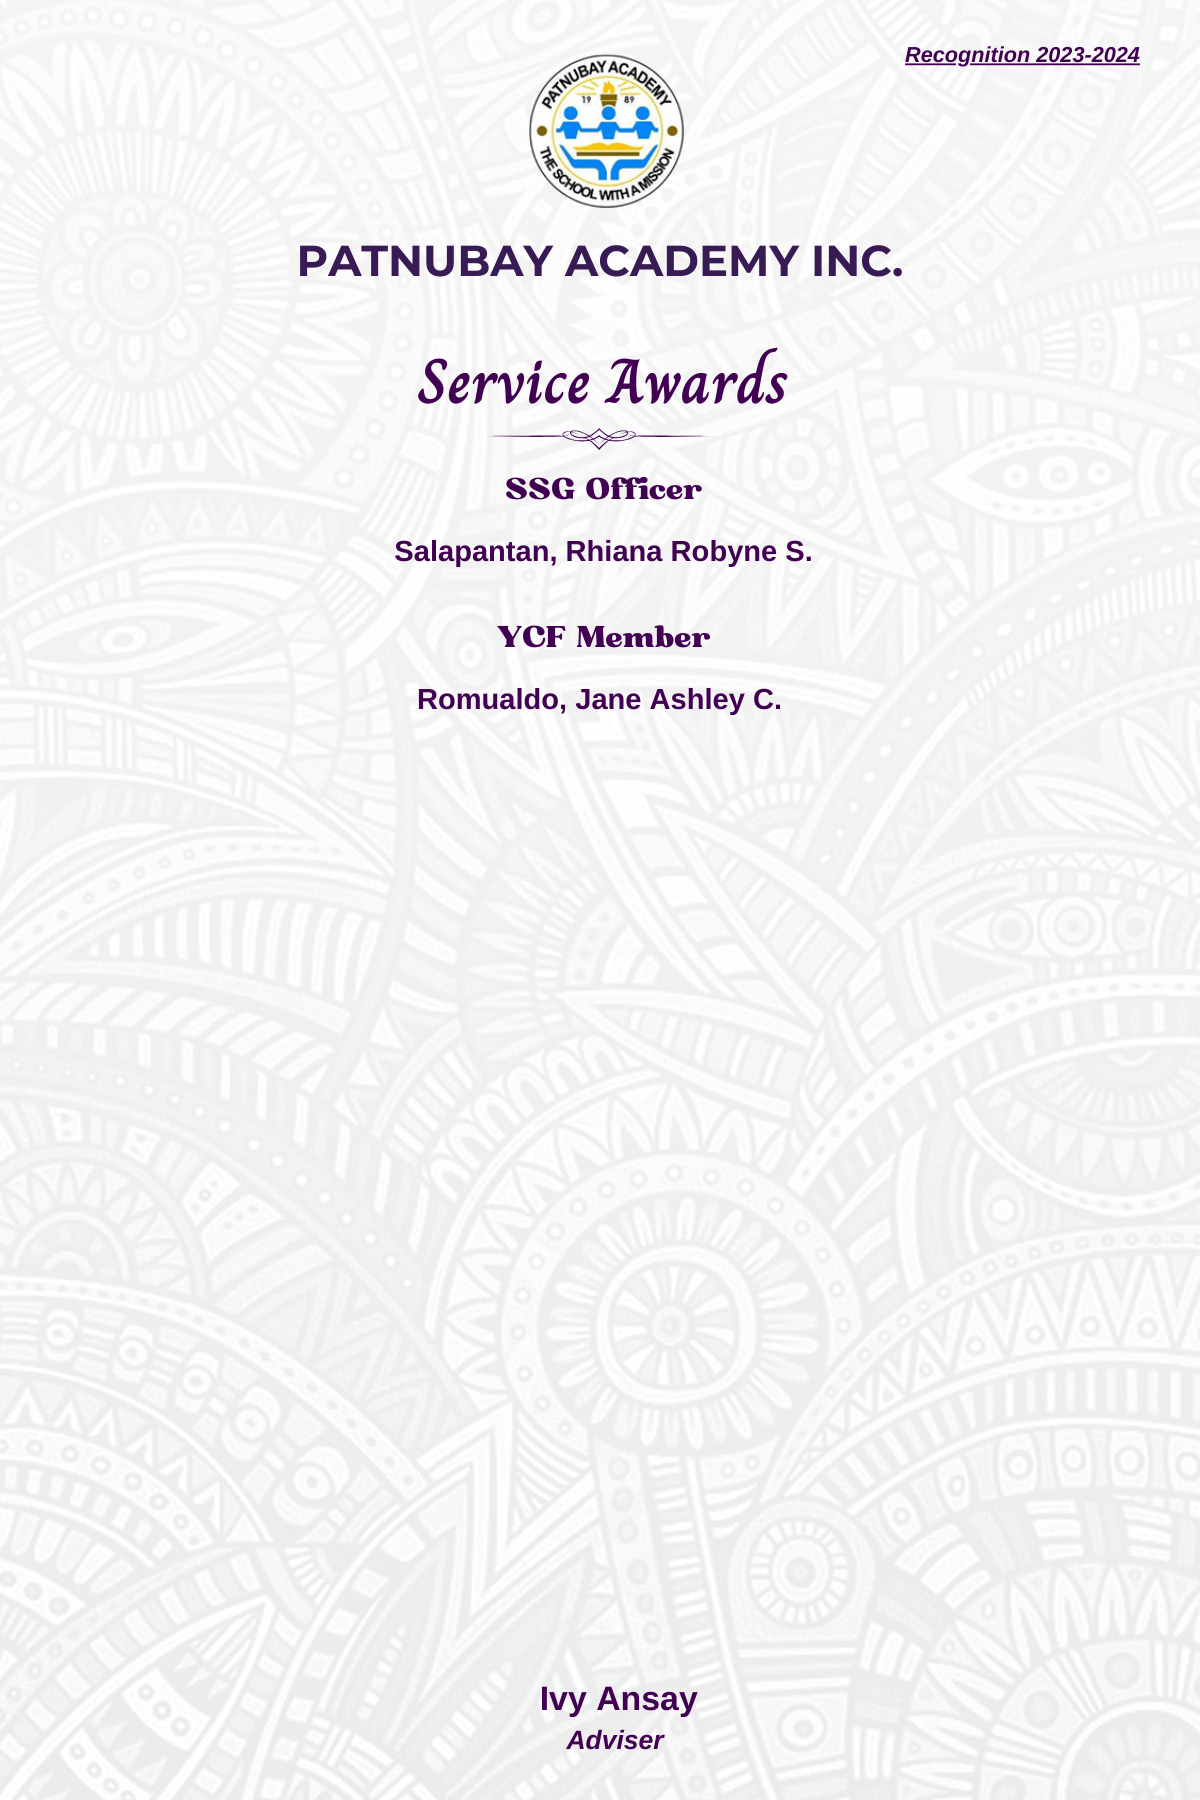 Recognition 2023-2024
PATNUBAY ACADEMY
19 89
THE SCHOOL WITH A MISSION
PATNUBAY ACADEMY INC.
Service Awards
SSG Officer
Salapantan, Rhiana Robyne S.
YCF Member
Romualdo, Jane Ashley C.
Ivy Ansay
Adviser